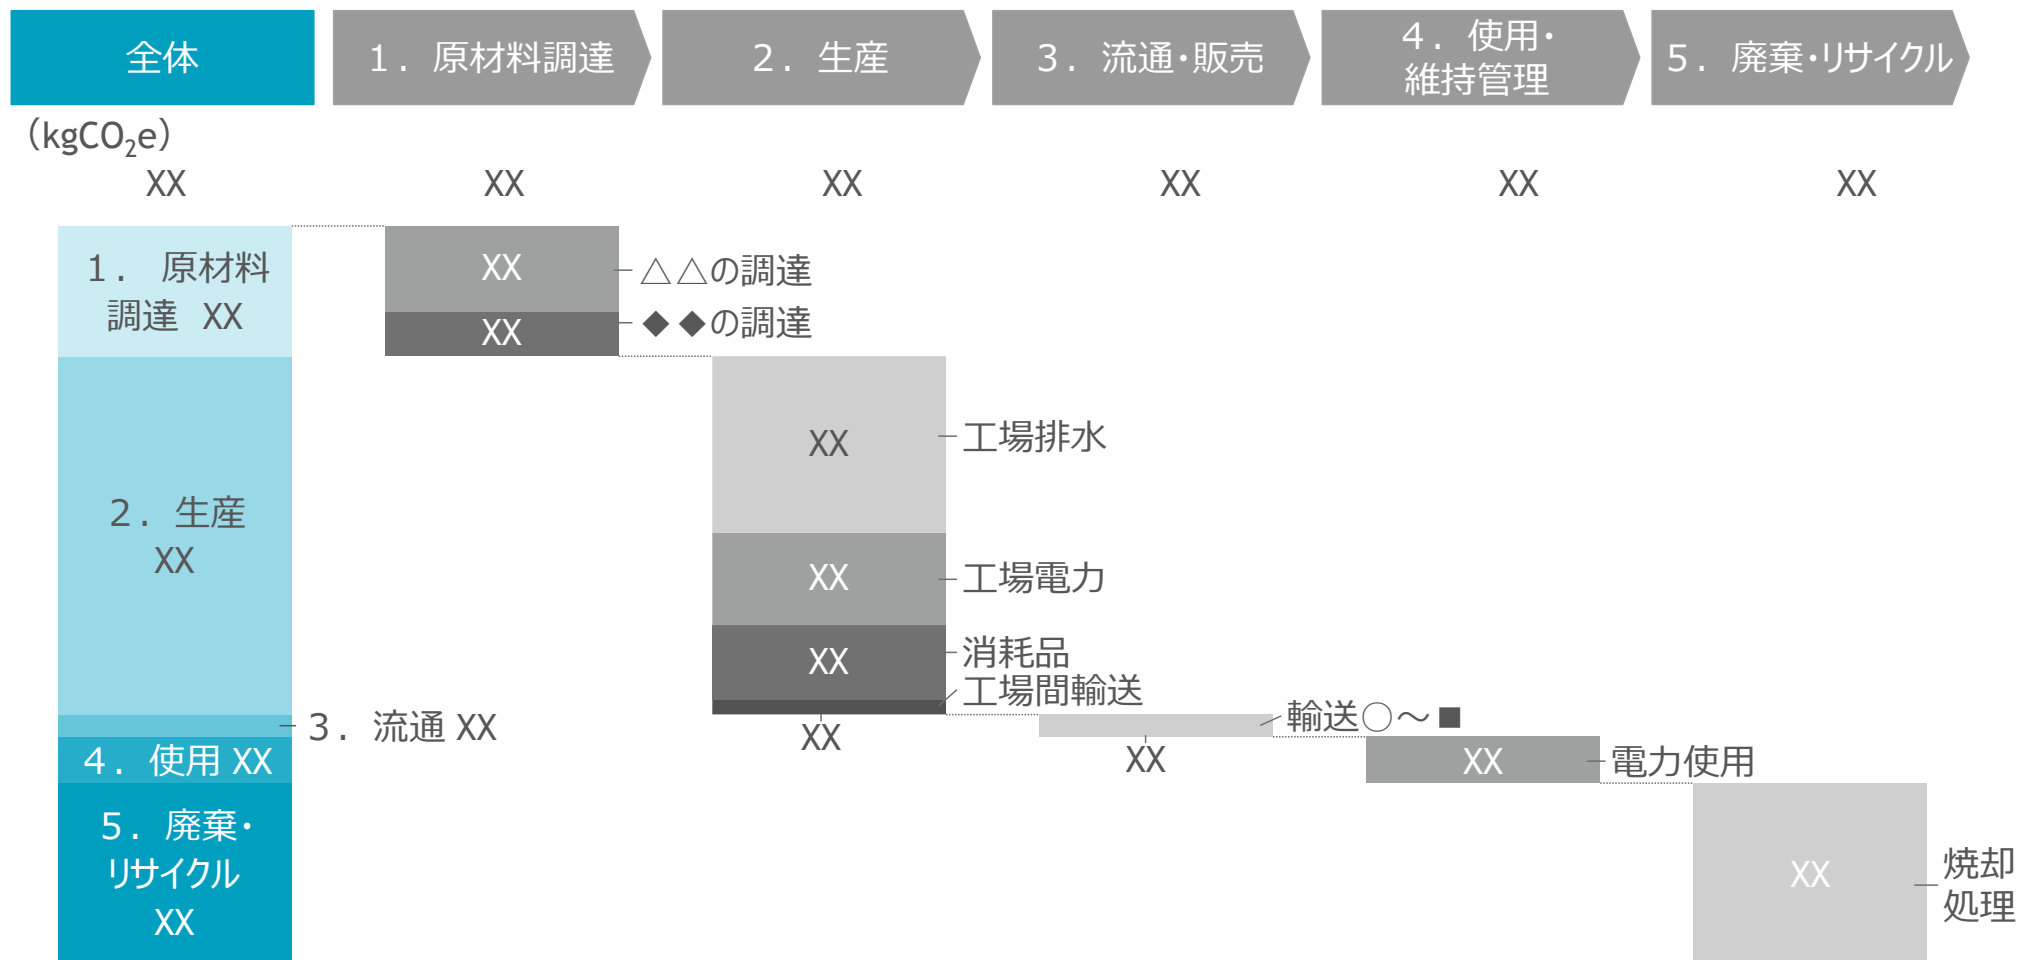 全体
1. 原材料調達
2. 生産
3. 流通・販売
4. 使用・
維持管理
5. 廃棄・リサイクル
(kgCO₂e)
XX
XX
XX
XX
XX
XX
1. 原材料
調達 XX
2. 生産
XX
3. 流通 XX
4. 使用 XX
5. 廃棄・
リサイクル
XX
XX
△△の調達
XX
◆◆の調達
XX
工場排水
XX
工場電力
XX
消耗品
工場間輸送
XX
輸送○～■
XX
XX
電力使用
XX
焼却
処理